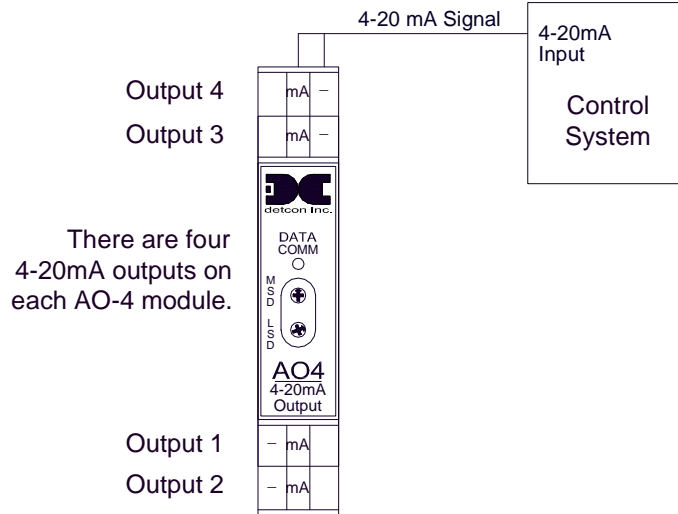 4-20 mA Signal
4-20mA
Input
Control
System
Output 4
mA –
Output 3
mA –
detcon Inc.
There are four
4-20mA outputs on
each AO-4 module.
DATA
COMM
MSD
LSD
AO4
4-20mA
Output
Output 1
– mA
Output 2
– mA